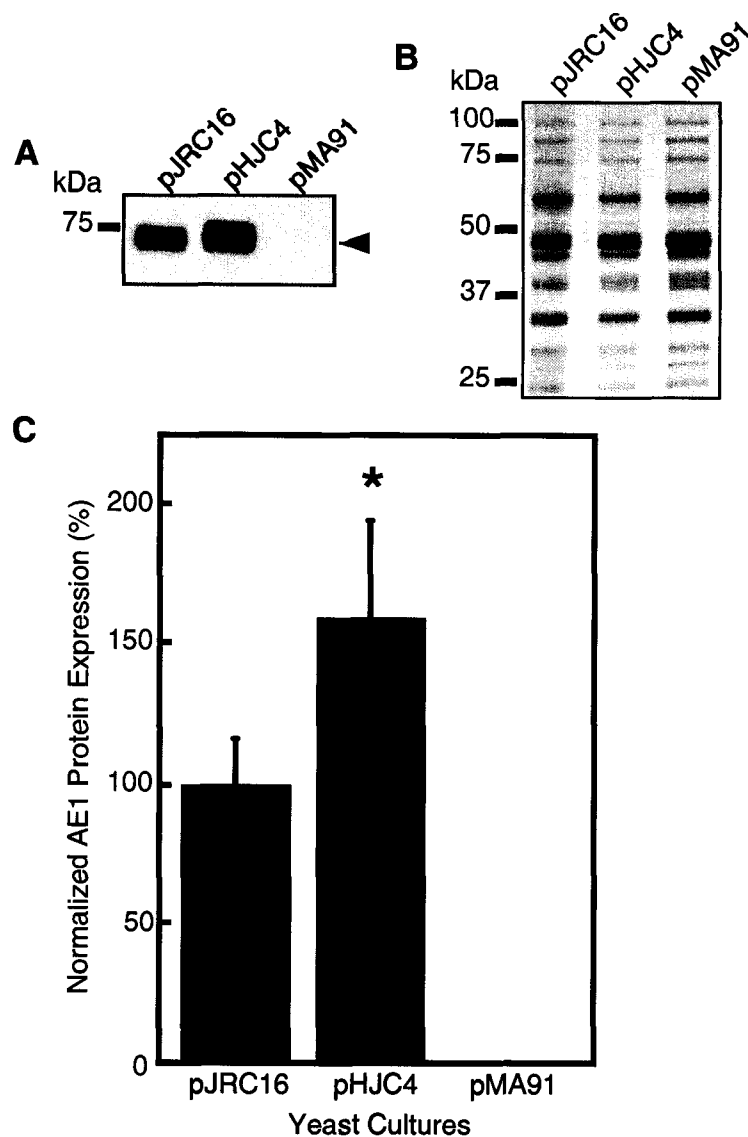 A
kDa
pJRC16
pHJC4
pMA91
75
B
kDa
pJRC16
pHJC4
pMA91
100
75
50
37
25
C
Normalized AE1 Protein Expression (%)
200
150
100
50
0
*
pJRC16 pHJC4 pMA91
Yeast Cultures